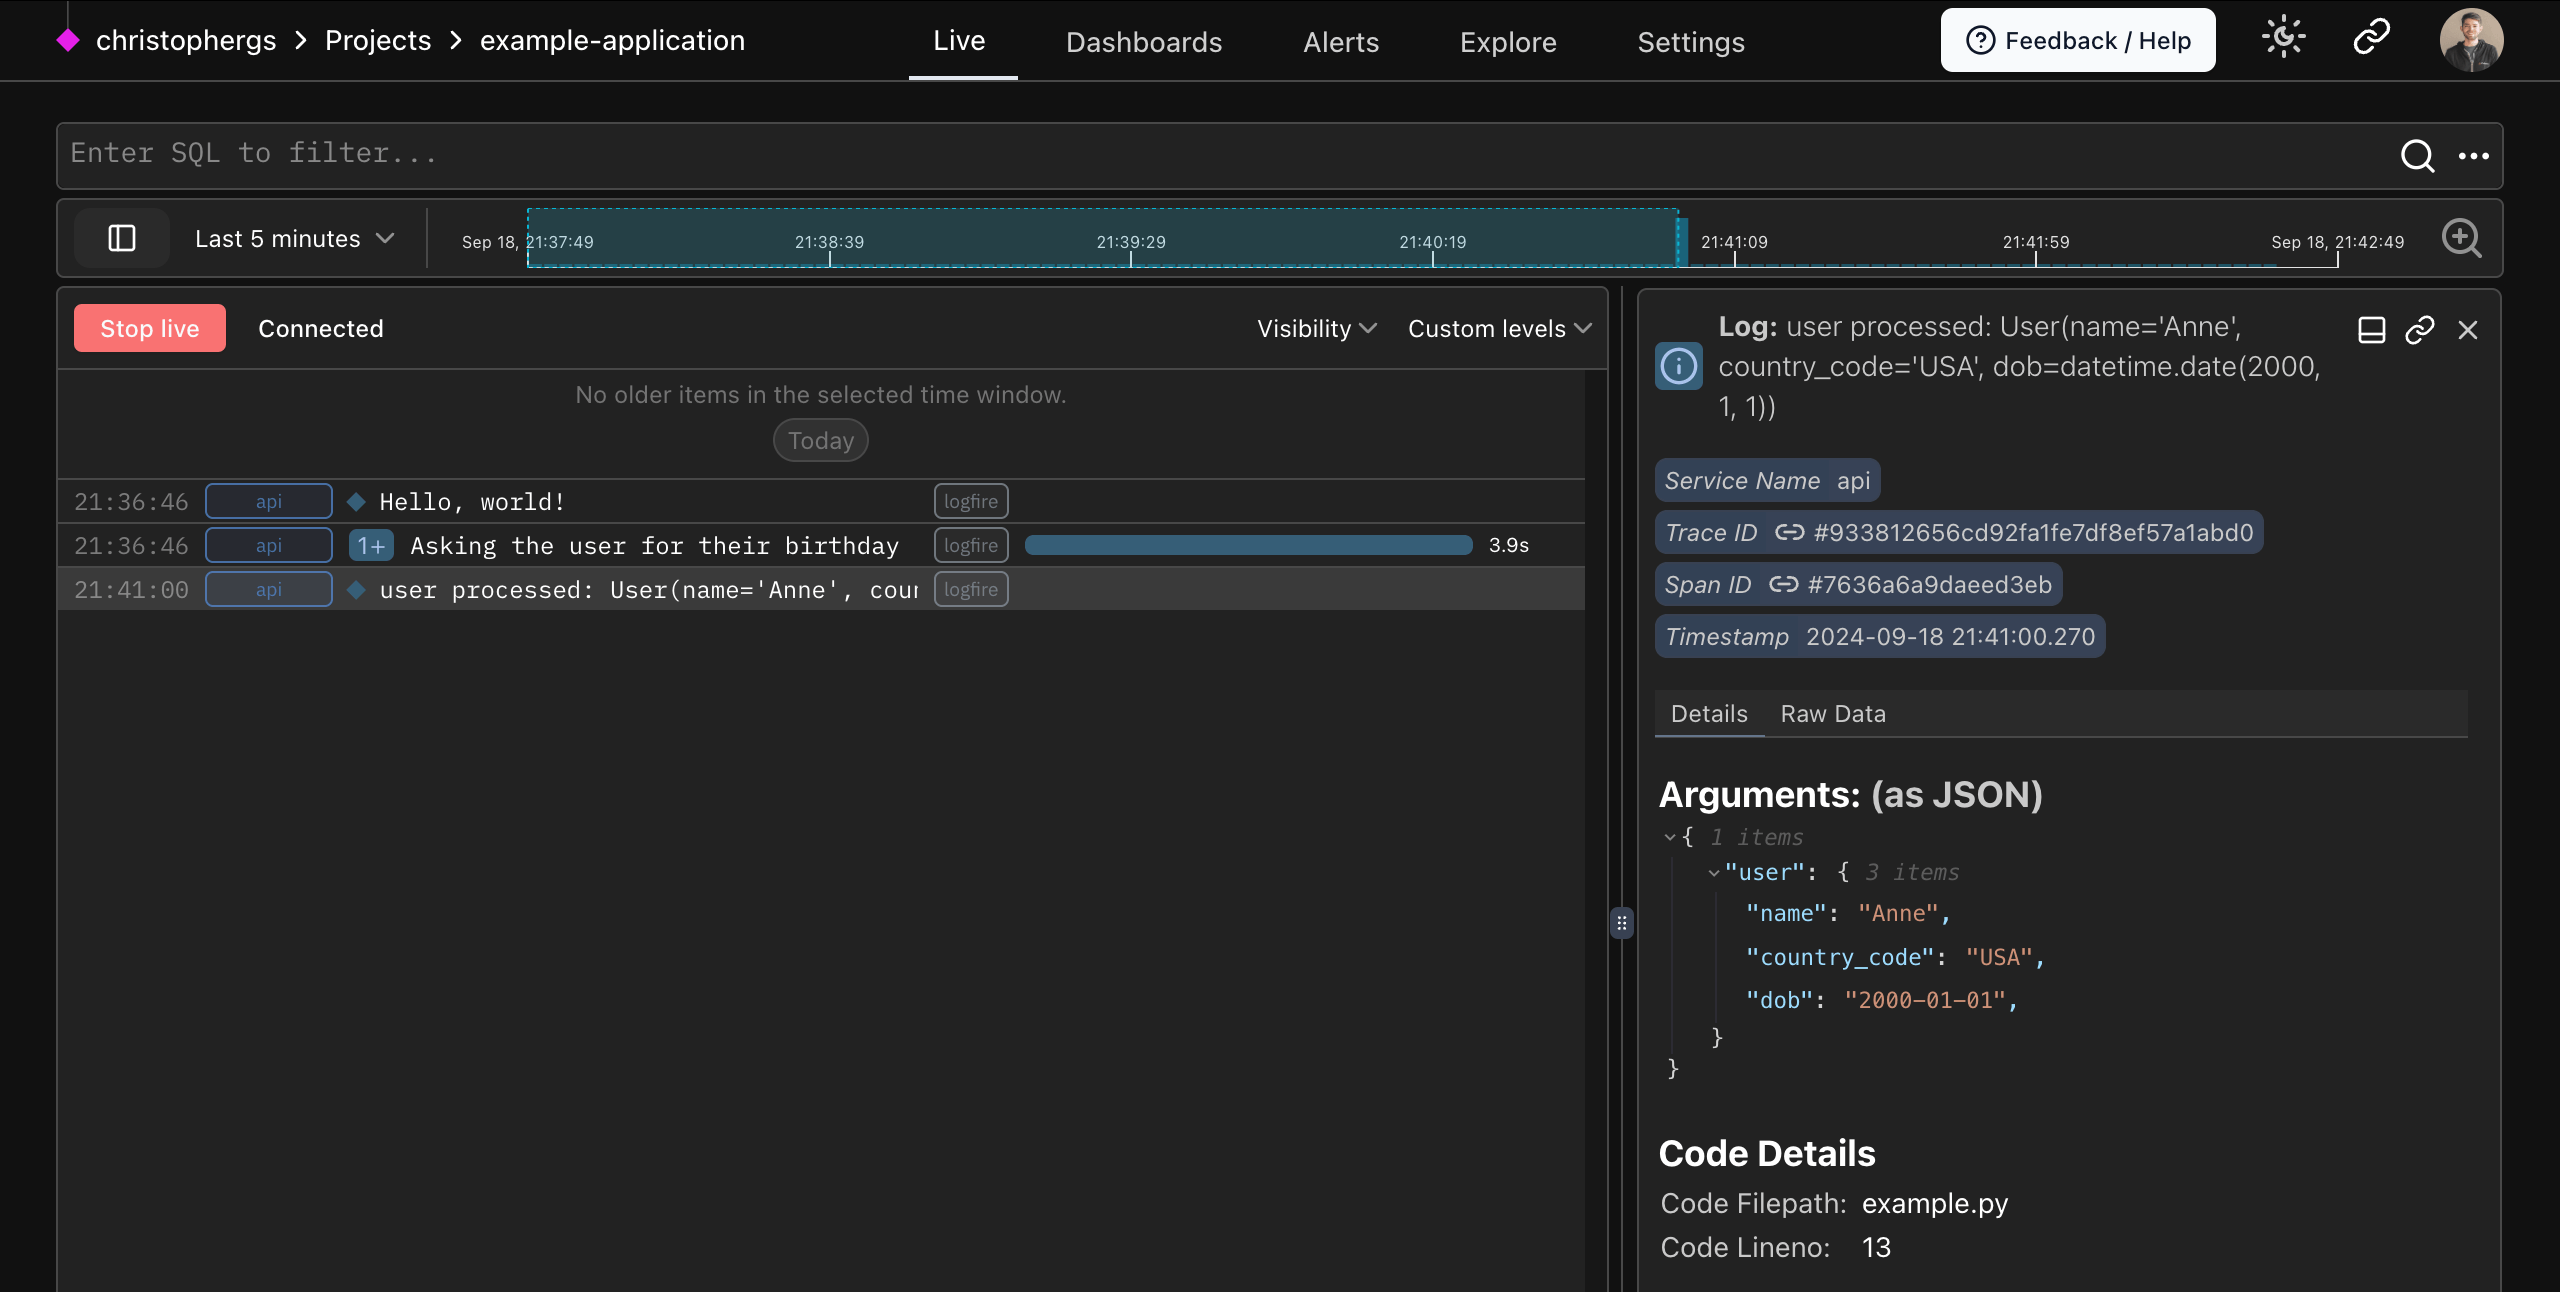 christophergs > Projects > example-application
Live Dashboards Alerts Explore Settings
Feedback / Help
Enter SQL to filter...
Last 5 minutes
Sep 18, 21:37:49 21:38:39 21:39:29 21:40:19 21:41:09 21:41:59 Sep 18, 21:42:49
Stop live Connected Visibility Custom levels
No older items in the selected time window.
Today
21:36:46 api Hello, world! logfire
21:36:46 api 1+ Asking the user for their birthday logfire 3.9s
21:41:00 api user processed: User(name='Anne', cour logfire
Log: user processed: User(name='Anne',
country_code='USA', dob=datetime.date(2000,
1, 1))
Service Name api
Trace ID #933812656cd92fa1fe7df8ef57a1abd0
Span ID #7636a6a9daeed3eb
Timestamp 2024-09-18 21:41:00.270
Details Raw Data
Arguments: (as JSON)
{ 1 items
"user": { 3 items
"name": "Anne",
"country_code": "USA",
"dob": "2000-01-01",
}
}
Code Details
Code Filepath: example.py
Code Lineno: 13